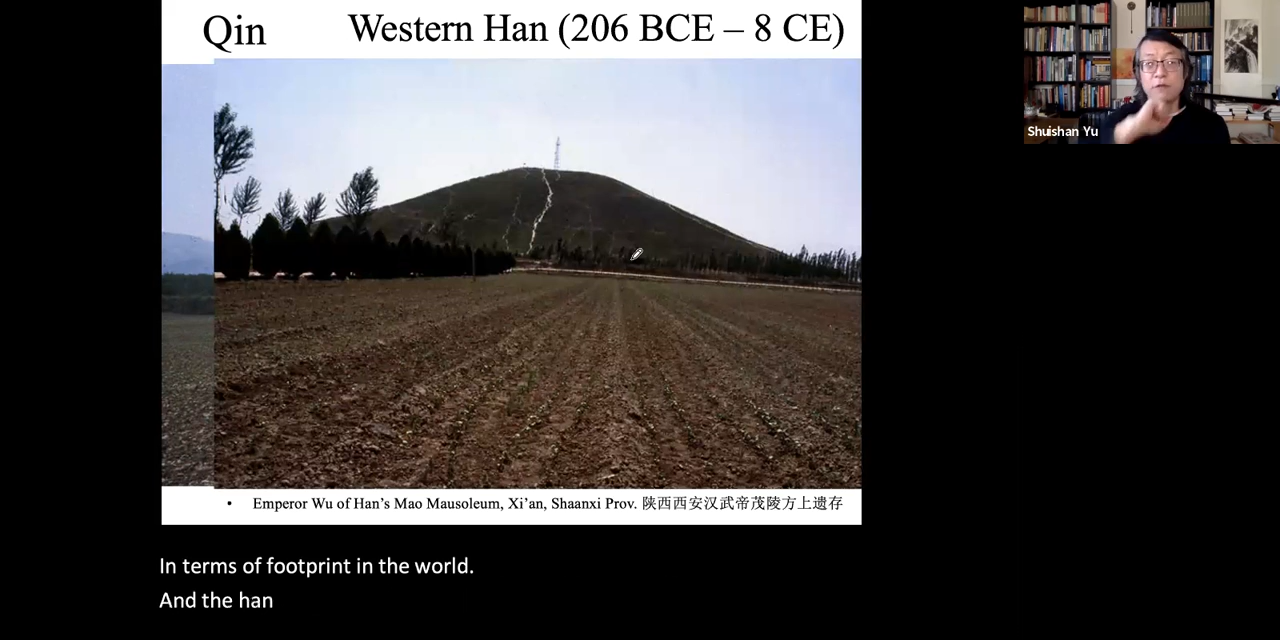 Qin Western Han (206 BCE – 8 CE)
Shuishan Yu
• Emperor Wu of Han's Mao Mausoleum, Xi'an, Shaanxi Prov. 陕西西安汉武帝茂陵方上遗存
In terms of footprint in the world.
And the han